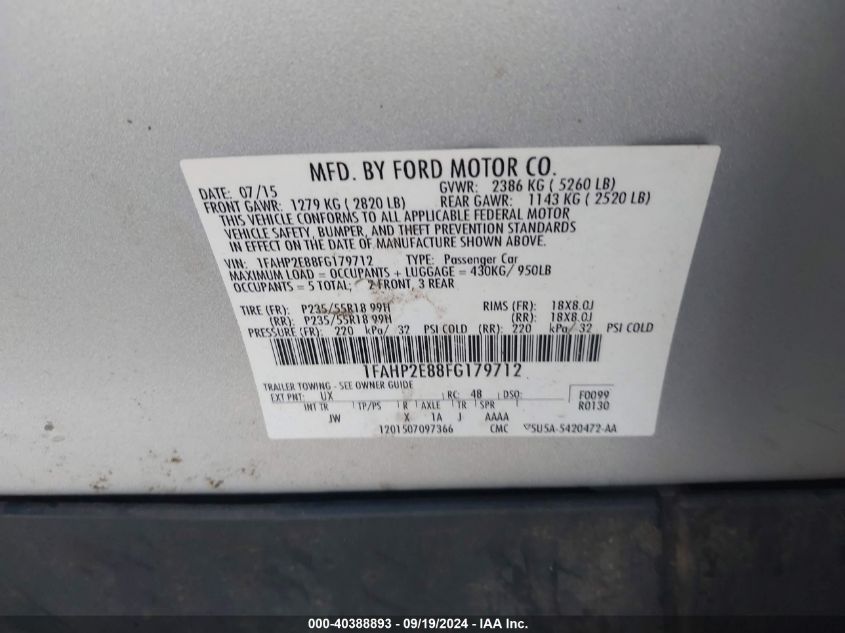 MFD. BY FORD MOTOR CO.
DATE: 07/15 GVWR: 2386 KG ( 5260 LB)
FRONT GAWR: 1279 KG ( 2820 LB) REAR GAWR: 1143 KG ( 2520 LB)
THIS VEHICLE CONFORMS TO ALL APPLICABLE FEDERAL MOTOR
VEHICLE SAFETY, BUMPER, AND THEFT PREVENTION STANDARDS
IN EFFECT ON THE DATE OF MANUFACTURE SHOWN ABOVE.
VIN: 1FAHP2E88FG179712 TYPE: Passenger Car
MAXIMUM LOAD = OCCUPANTS + LUGGAGE = 430KG/ 950LB
OCCUPANTS = 5 TOTAL, 2 FRONT, 3 REAR
TIRE (FR): P235/55R18 99H RIMS (FR): 18X8.0J
(RR): P235/55R18 99H (RR): 18X8.0J
PRESSURE (FR): 220 kPa/ 32 PSI COLD (RR): 220 kPa/ 32 PSI COLD
1FAHP2E88FG179712
TRAILER TOWING - SEE OWNER GUIDE
EXT PNT: UX RC: 48 DSO: F0099
INT TR TP/PS R AXLE TR SPR R0130
JW X 1A J AAAA
1201507097366 CMC 5U5A-5420472-AA
000-40388893 - 09/19/2024 - IAA Inc.